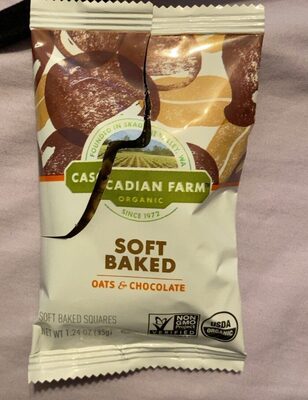 FOUNDED IN SKAGIT VALLEY, WA
CASCADIAN FARM
ORGANIC
SINCE 1972
SOFT
BAKED
OATS & CHOCOLATE
SOFT BAKED SQUARES
NET WT 1.24 OZ (35g)
NON
GMO
Project
VERIFIED
USDA
ORGANIC